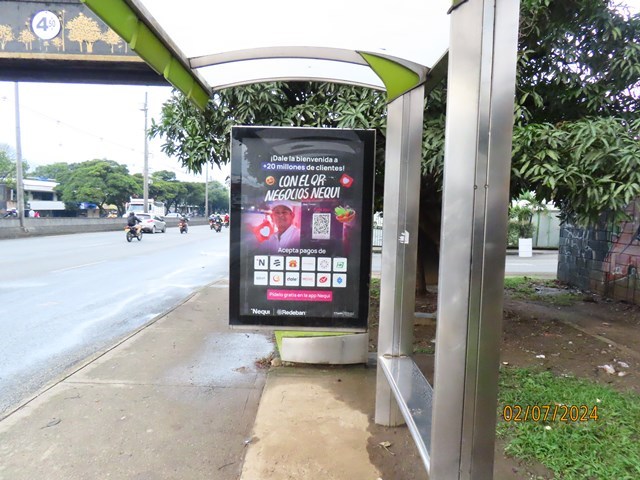 4
¡Dale la bienvenida a
+20 millones de clientes!
CON EL QR
NEGOCIOS NEQUI
Acepta pagos de
Pídelo gratis en la app Nequi
Nequi
Redeban
02/07/2024